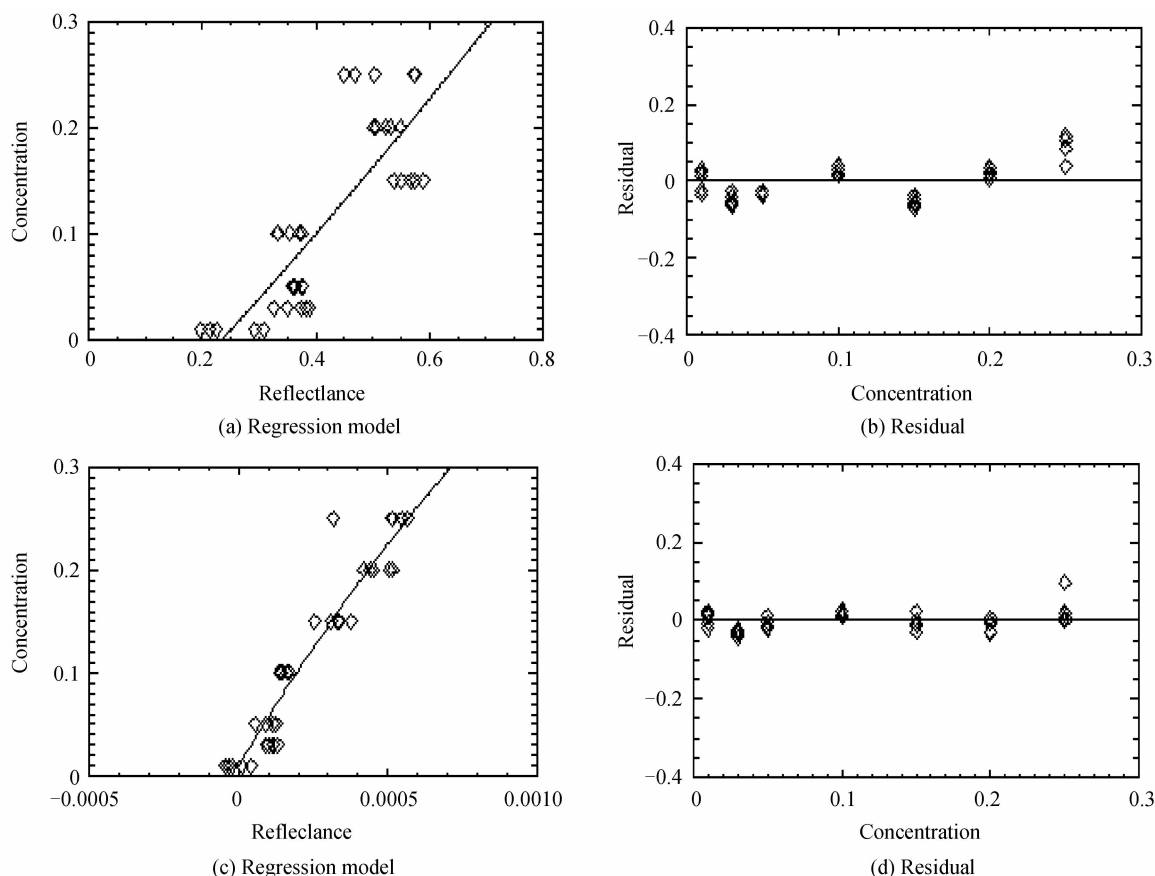 0.3
0.2
0.1
0
Concentration
0 0.2 0.4 0.6 0.8
Reflectlance
(a) Regression model
0.4
0.2
0
−0.2
−0.4
Residual
0 0.1 0.2 0.3
Concentration
(b) Residual
0.3
0.2
0.1
0
Concentration
−0.0005 0 0.0005 0.0010
Refleclance
(c) Regression model
0.4
0.2
0
−0.2
−0.4
Residual
0 0.1 0.2 0.3
Concentration
(d) Residual